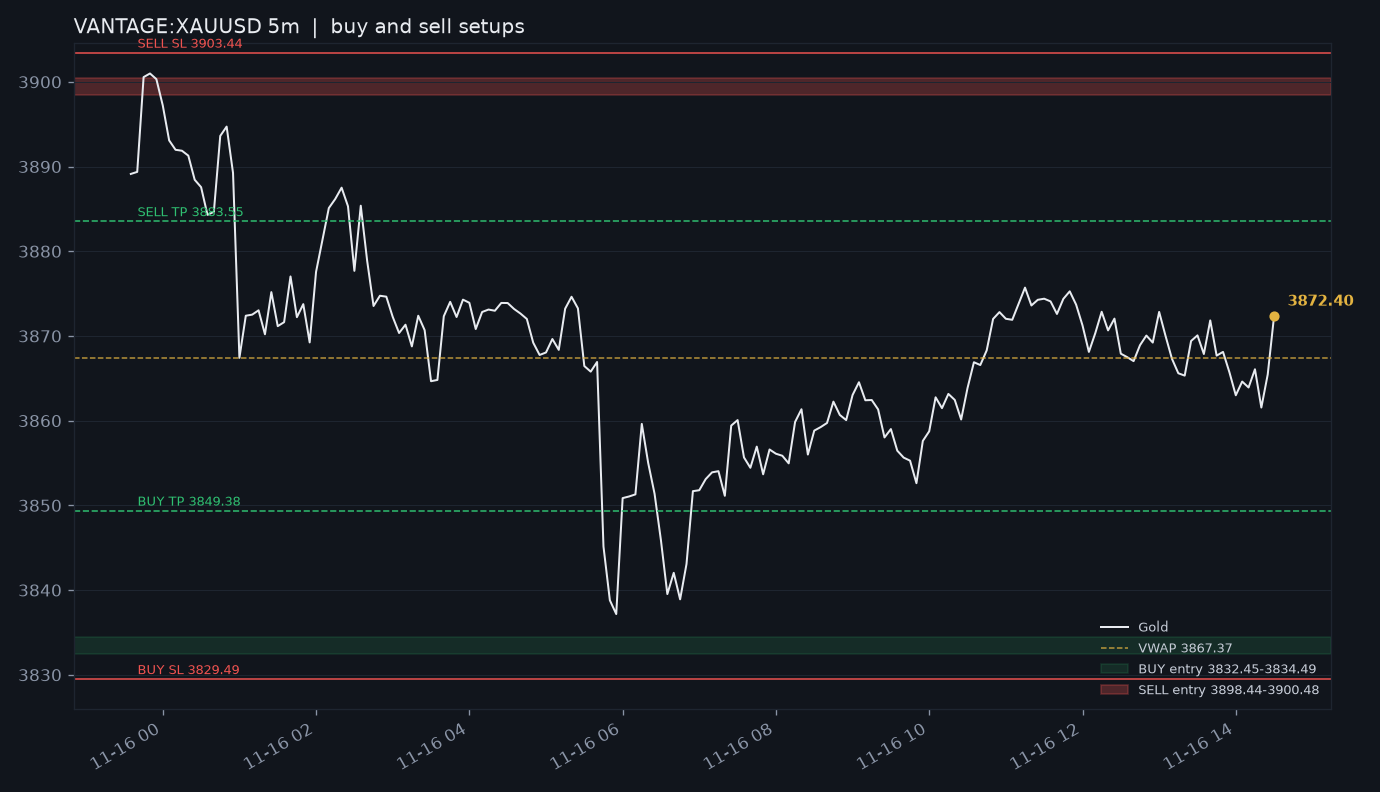 VANTAGE:XAUUSD 5m | buy and sell setups
SELL SL 3903.44
3900
3890
SELL TP 3883.55
3880
3872.40
3870
3860
BUY TP 3849.38
3850
3840
BUY SL 3829.49
3830
Gold
VWAP 3867.37
BUY entry 3832.45-3834.49
SELL entry 3898.44-3900.48
11-16 00
11-16 02
11-16 04
11-16 06
11-16 08
11-16 10
11-16 12
11-16 14